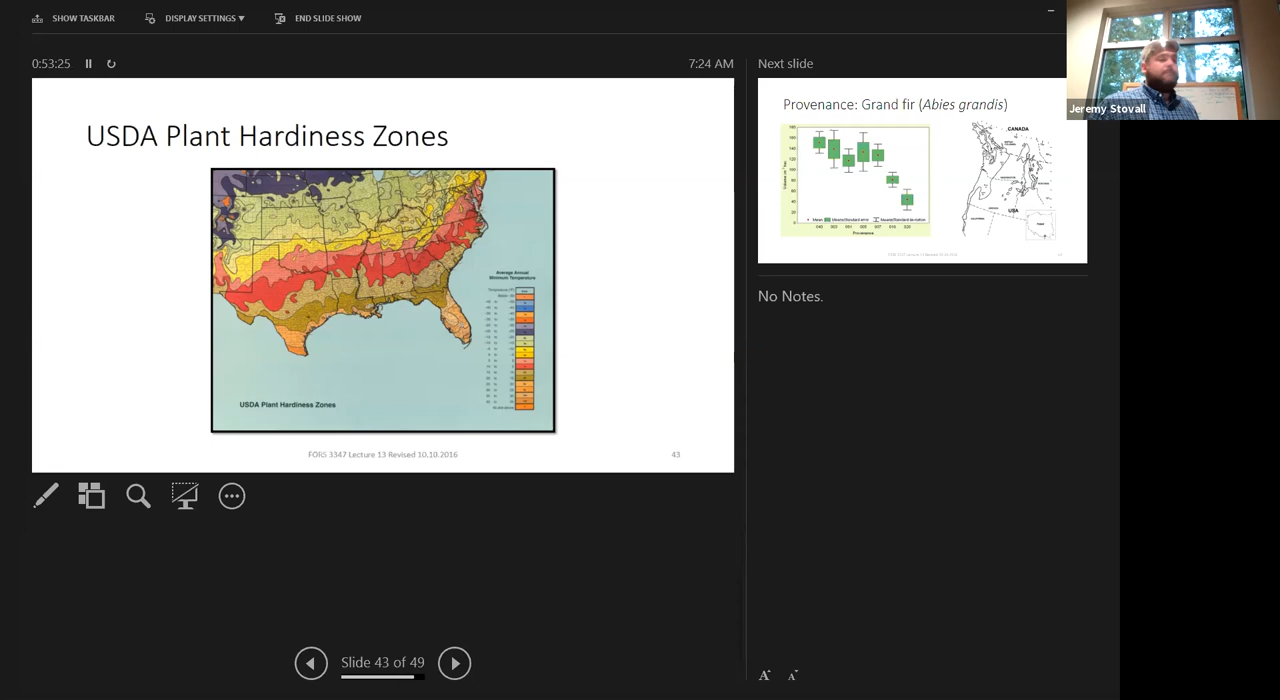 SHOW TASKBAR
DISPLAY SETTINGS ▼
END SLIDE SHOW
0:53:25
7:24 AM
Next slide
Jeremy Stovall
USDA Plant Hardiness Zones
Average Annual
Minimum Temperature
USDA Plant Hardiness Zones
FORS 3347 Lecture 13 Revised 10.10.2016
43
Provenance: Grand fir (Abies grandis)
CANADA
USA
Provenance
No Notes.
Slide 43 of 49